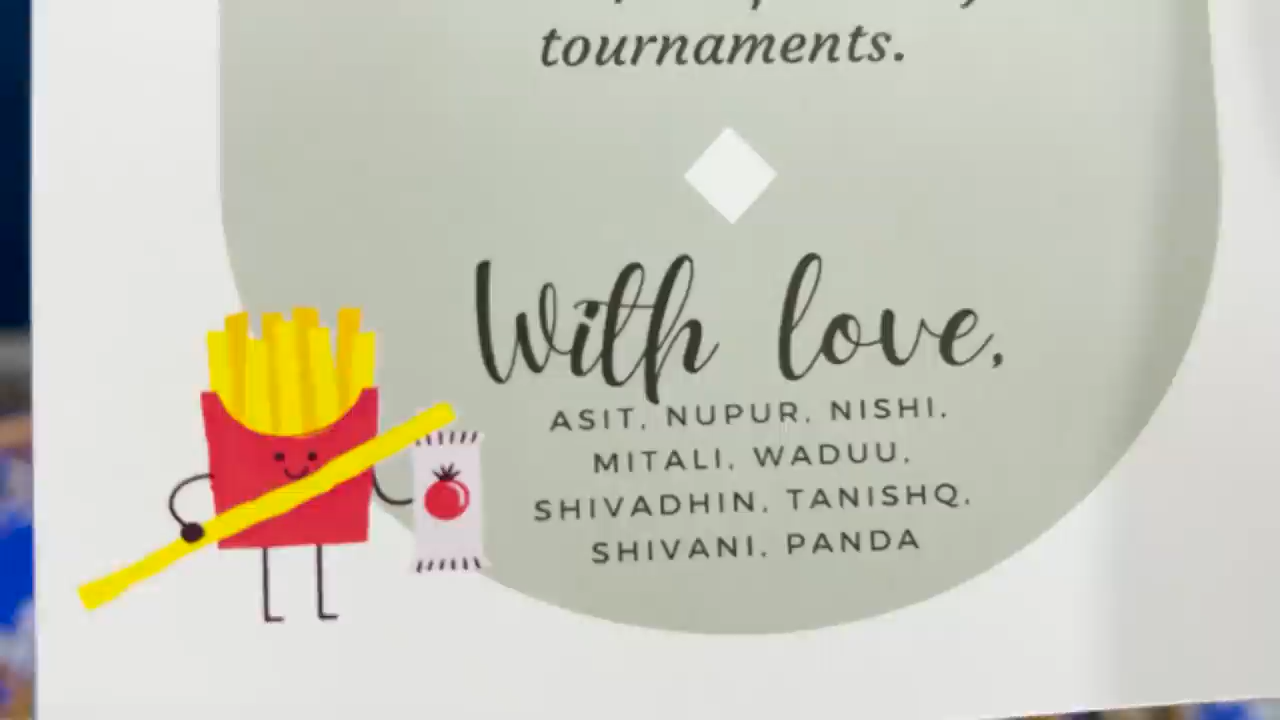 tournaments.
With love,
ASIT, NUPUR, NISHI,
MITALI, WADUU,
SHIVADHIN, TANISHQ,
SHIVANI, PANDA